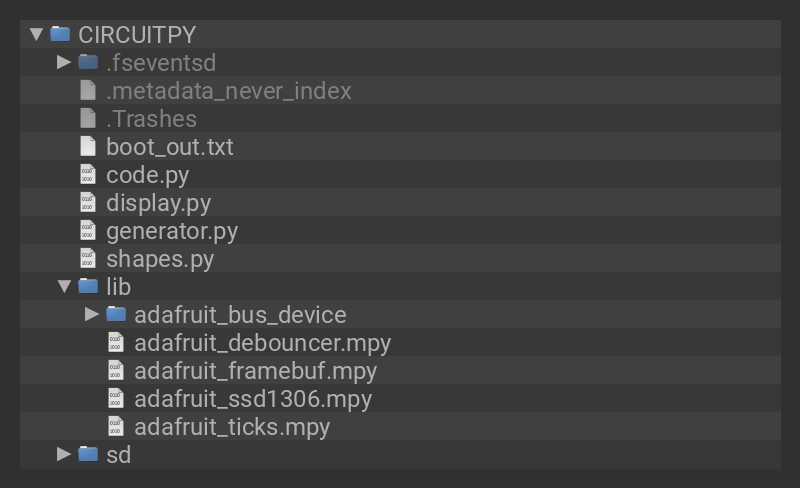 CIRCUITPY
.fseventsd
.metadata_never_index
.Trashes
boot_out.txt
code.py
display.py
generator.py
shapes.py
lib
adafruit_bus_device
adafruit_debouncer.mpy
adafruit_framebuf.mpy
adafruit_ssd1306.mpy
adafruit_ticks.mpy
sd